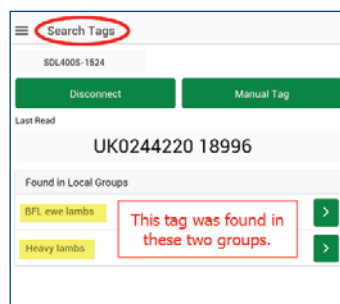 Search Tags
SDL400S-1524
Disconnect
Manual Tag
Last Read
UK0244220 18996
Found in Local Groups
BFL ewe lambs
Heavy lambs
This tag was found in
these two groups.